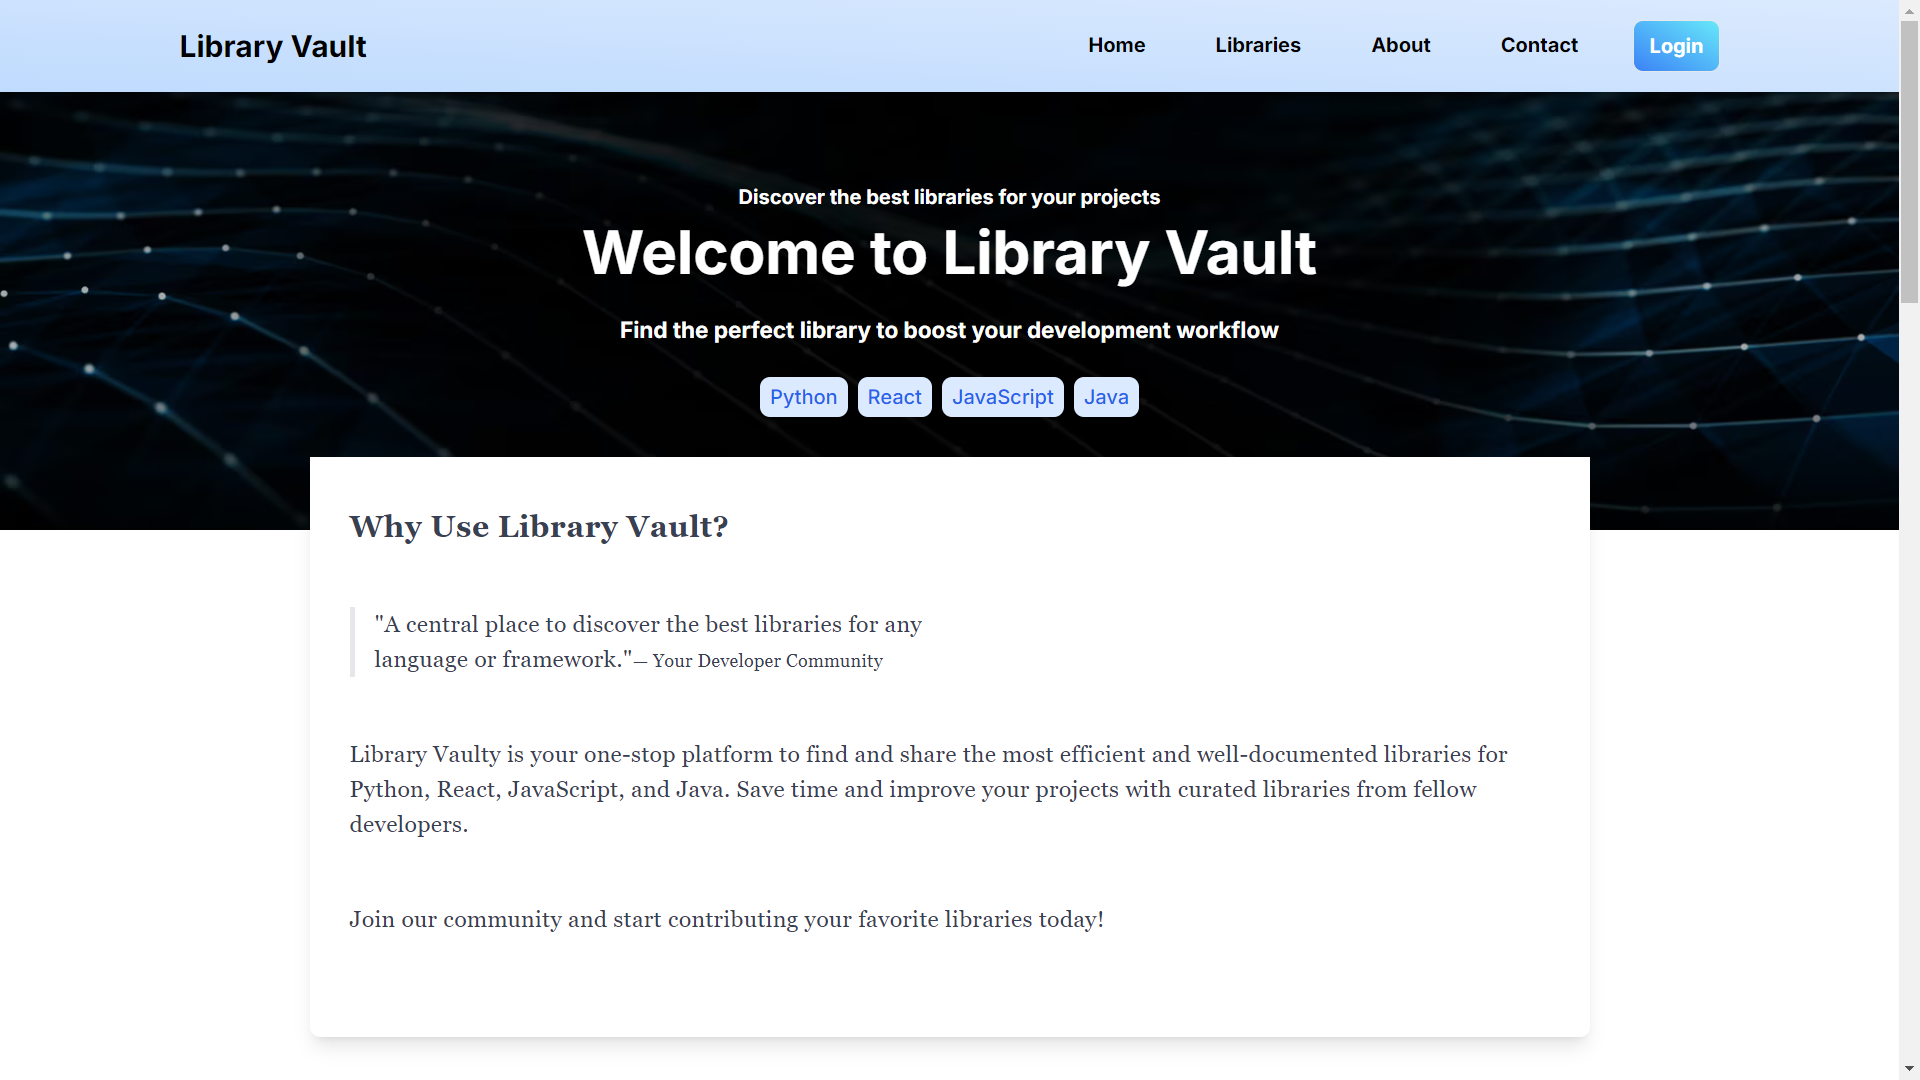 Library Vault
Home
Libraries
About
Contact
Login
Discover the best libraries for your projects
Welcome to Library Vault
Find the perfect library to boost your development workflow
Python
React
JavaScript
Java
Why Use Library Vault?
"A central place to discover the best libraries for any
language or framework."— Your Developer Community
Library Vaulty is your one-stop platform to find and share the most efficient and well-documented libraries for
Python, React, JavaScript, and Java. Save time and improve your projects with curated libraries from fellow
developers.
Join our community and start contributing your favorite libraries today!